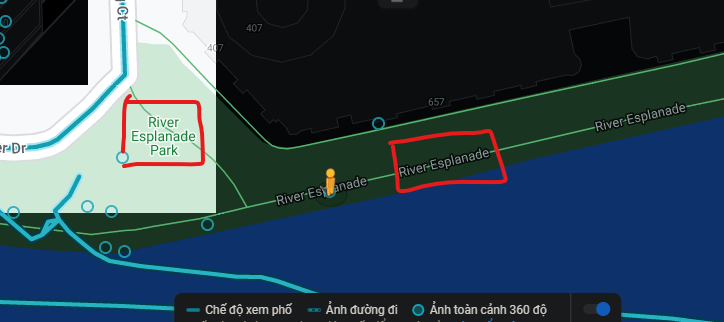 Ct
407
407
657
River
Esplanade
Park
River Esplanade
River Esplanade
River Esplanade
Dr
Chế độ xem phố
Ảnh đường đi
Ảnh toàn cảnh 360 độ